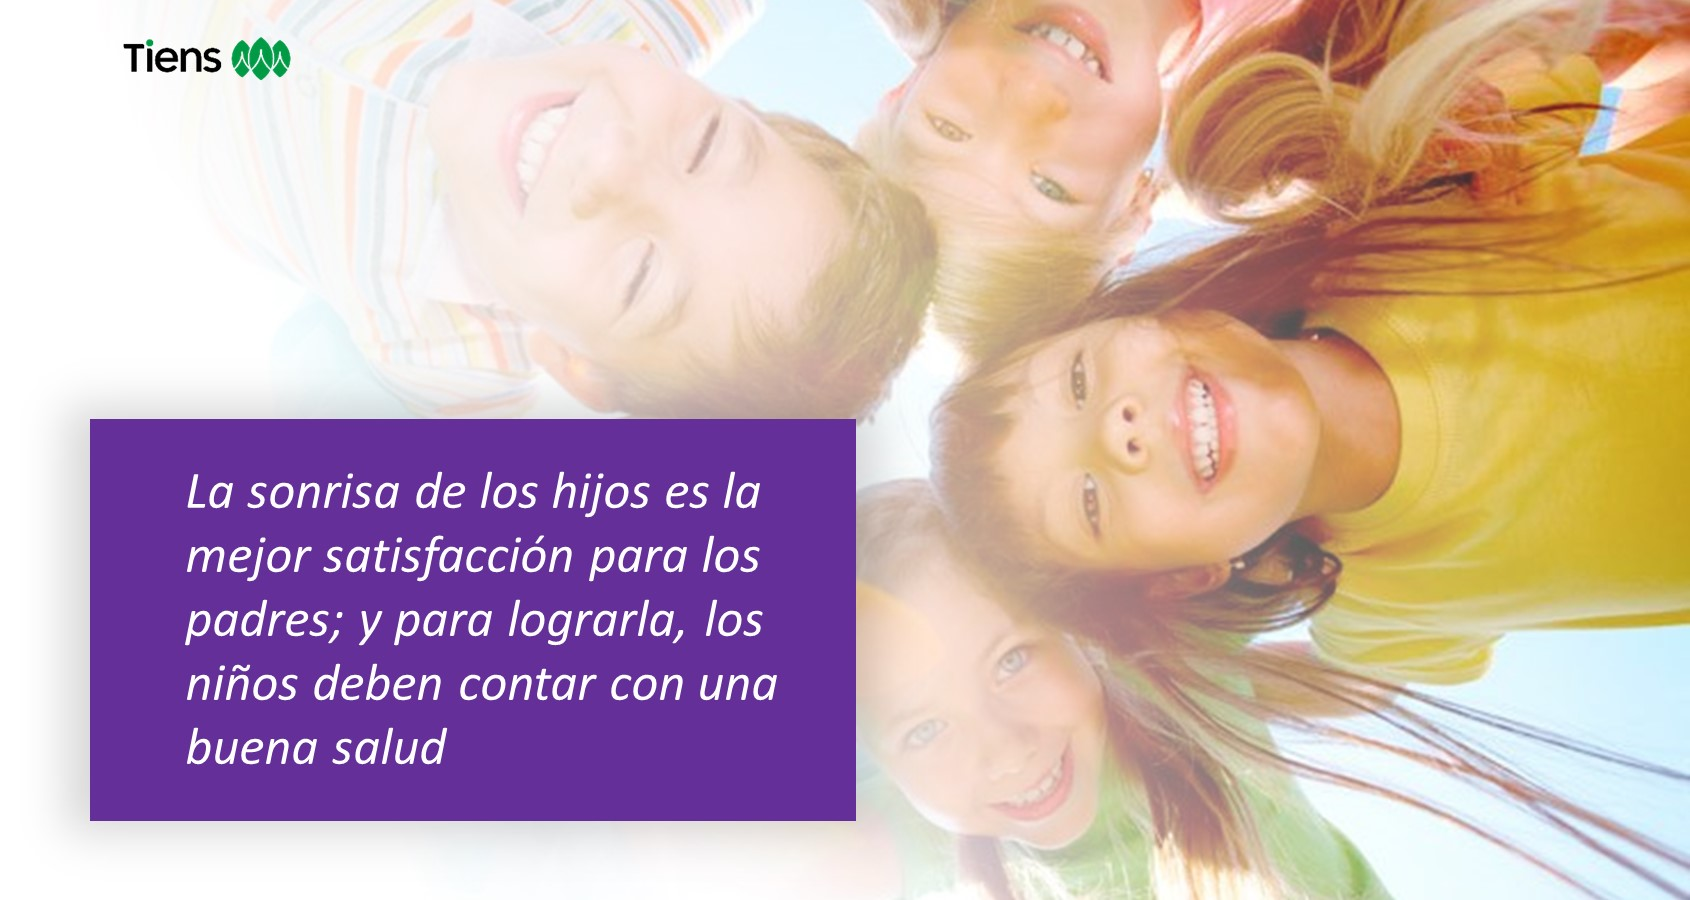 Tiens
La sonrisa de los hijos es la
mejor satisfacción para los
padres; y para lograrla, los
niños deben contar con una
buena salud